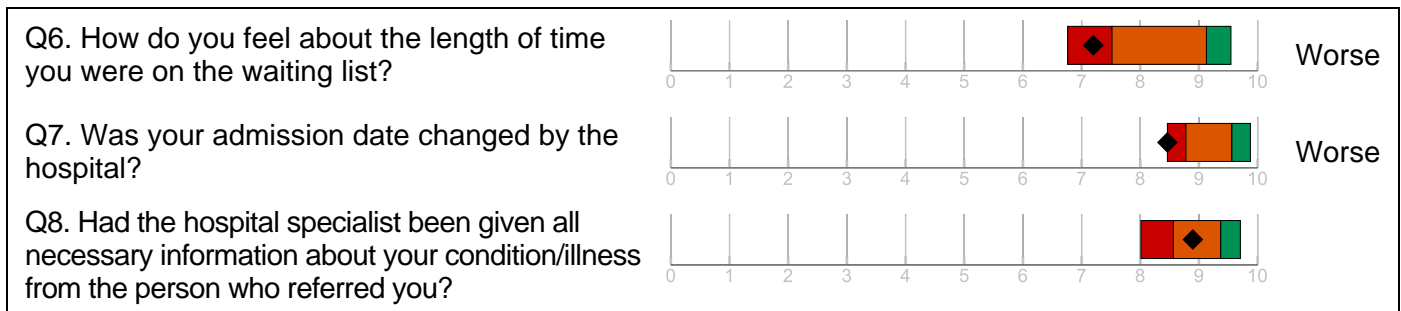 Q6. How do you feel about the length of time
you were on the waiting list?
Worse
0 1 2 3 4 5 6 7 8 9 10
Q7. Was your admission date changed by the
hospital?
Worse
0 1 2 3 4 5 6 7 8 9 10
Q8. Had the hospital specialist been given all
necessary information about your condition/illness
from the person who referred you?
0 1 2 3 4 5 6 7 8 9 10